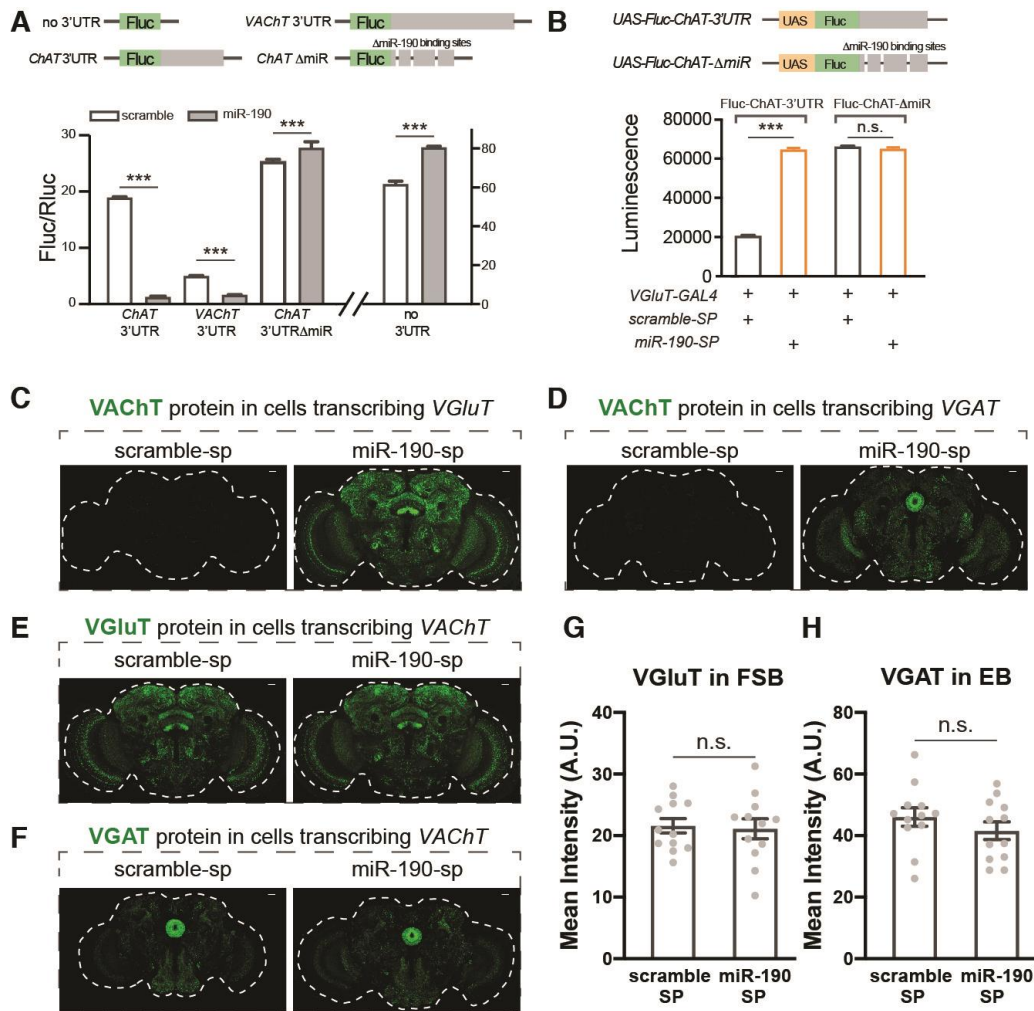 A
no 3'UTR
Fluc
VAChT 3'UTR
Fluc
ChAT 3'UTR
Fluc
ChAT ΔmiR
Fluc
ΔmiR-190 binding sites
scramble
miR-190
Fluc/Rluc
30
20
10
0
80
60
40
20
0
***
***
***
***
ChAT
3'UTR
VAChT
3'UTR
ChAT
3'UTRΔmiR
no
3'UTR
B
UAS-Fluc-ChAT-3'UTR
UAS
Fluc
ΔmiR-190 binding sites
UAS-Fluc-ChAT-ΔmiR
UAS
Fluc
Fluc-ChAT-3'UTR
Fluc-ChAT-ΔmiR
***
n.s.
Luminescence
80000
60000
40000
20000
0
VGluT-GAL4 + + + +
scramble-SP + +
miR-190-SP + +
C
VAChT protein in cells transcribing VGluT
scramble-sp
miR-190-sp
D
VAChT protein in cells transcribing VGAT
scramble-sp
miR-190-sp
E
VGluT protein in cells transcribing VAChT
scramble-sp
miR-190-sp
F
VGAT protein in cells transcribing VAChT
scramble-sp
miR-190-sp
G
VGluT in FSB
n.s.
Mean Intensity (A.U.)
40
30
20
10
0
scramble
SP
miR-190
SP
H
VGAT in EB
n.s.
Mean Intensity (A.U.)
80
60
40
20
0
scramble
SP
miR-190
SP